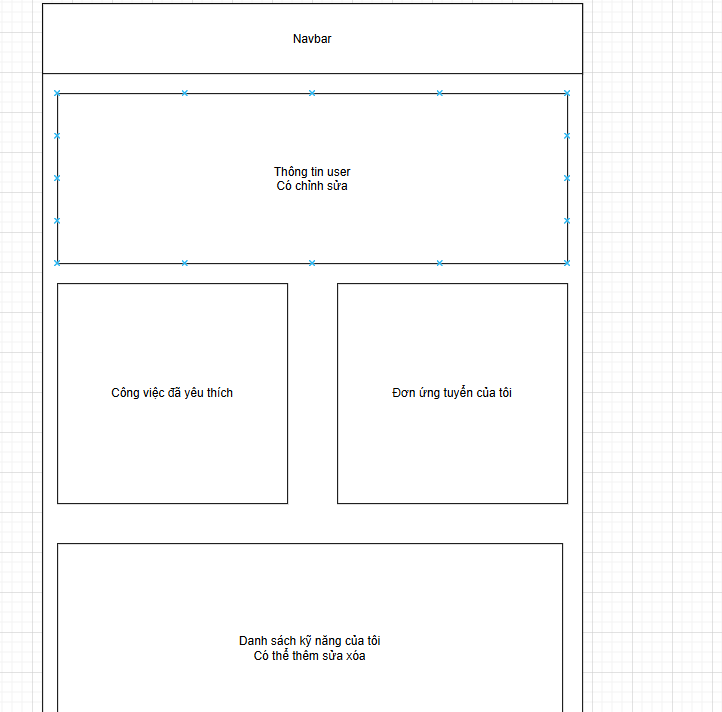 Navbar
Thông tin user
Có chỉnh sửa
Công việc đã yêu thích
Đơn ứng tuyển của tôi
Danh sách kỹ năng của tôi
Có thể thêm sửa xóa